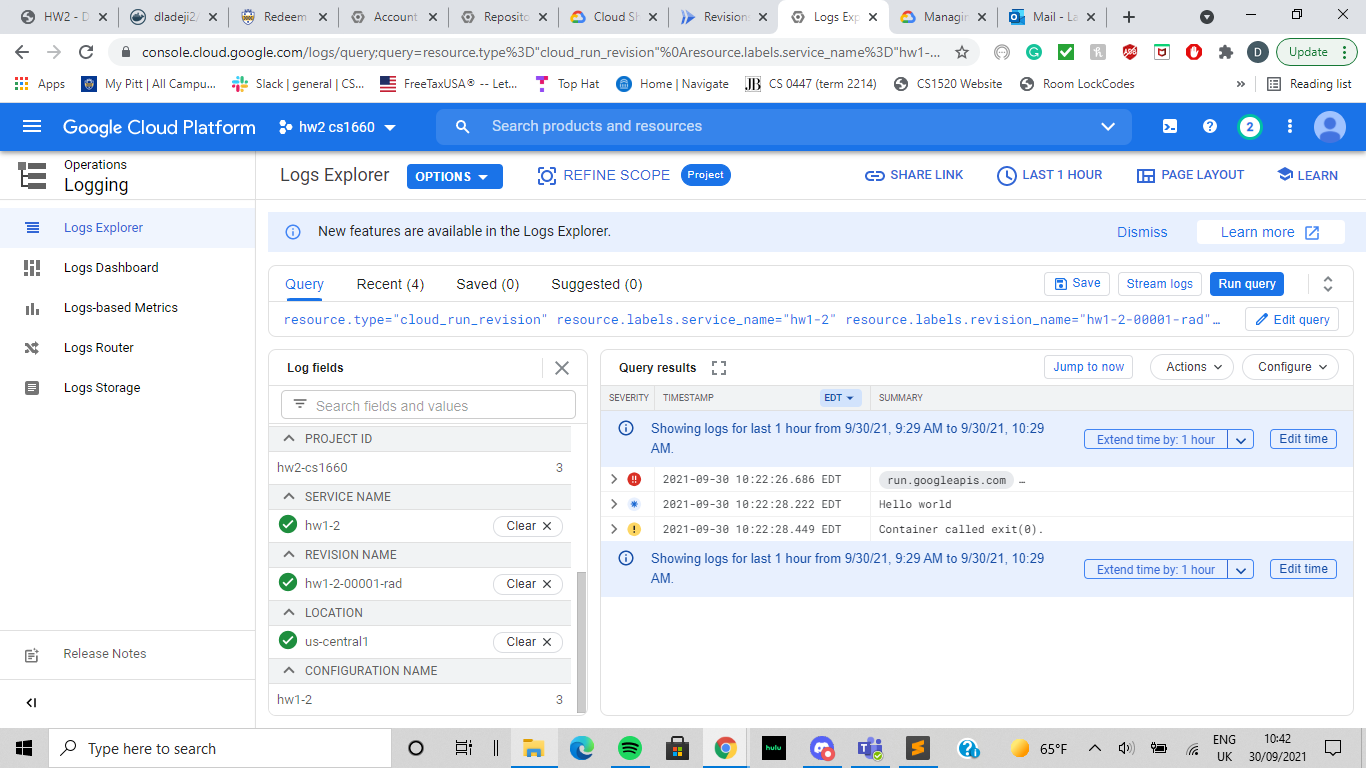 HW2 - D
dladeji2/
Redeem
Account
Reposito
Cloud Sh
Revision
Logs Exp
Managin
Mail - La
console.cloud.google.com/logs/query;query=resource.type%3D"cloud_run_revision"%0Aresource.labels.service_name%3D"hw1-...
D
Update
Apps
My Pitt | All Campu...
Slack | general | CS...
FreeTaxUSA® -- Let...
Top Hat
Home | Navigate
CS 0447 (term 2214)
CS1520 Website
Room LockCodes
»
Reading list
Google Cloud Platform
hw2 cs1660
Search products and resources
2
Operations
Logging
Logs Explorer
OPTIONS
REFINE SCOPE
Project
SHARE LINK
LAST 1 HOUR
PAGE LAYOUT
LEARN
Logs Explorer
Logs Dashboard
Logs-based Metrics
Logs Router
Logs Storage
Release Notes
New features are available in the Logs Explorer.
Dismiss
Learn more
Query
Recent (4)
Saved (0)
Suggested (0)
Save
Stream logs
Run query
resource.type="cloud_run_revision" resource.labels.service_name="hw1-2" resource.labels.revision_name="hw1-2-00001-rad"…
Edit query
Log fields
Search fields and values
PROJECT ID
hw2-cs1660 3
SERVICE NAME
hw1-2 Clear
REVISION NAME
hw1-2-00001-rad Clear
LOCATION
us-central1 Clear
CONFIGURATION NAME
hw1-2 3
Query results
Jump to now
Actions
Configure
SEVERITY TIMESTAMP EDT SUMMARY
Showing logs for last 1 hour from 9/30/21, 9:29 AM to 9/30/21, 10:29
AM.
Extend time by: 1 hour
Edit time
2021-09-30 10:22:26.686 EDT run.googleapis.com …
2021-09-30 10:22:28.222 EDT Hello world
2021-09-30 10:22:28.449 EDT Container called exit(0).
Showing logs for last 1 hour from 9/30/21, 9:29 AM to 9/30/21, 10:29
AM.
Extend time by: 1 hour
Edit time
Type here to search
hulu
65°F
ENG
UK
10:42
30/09/2021